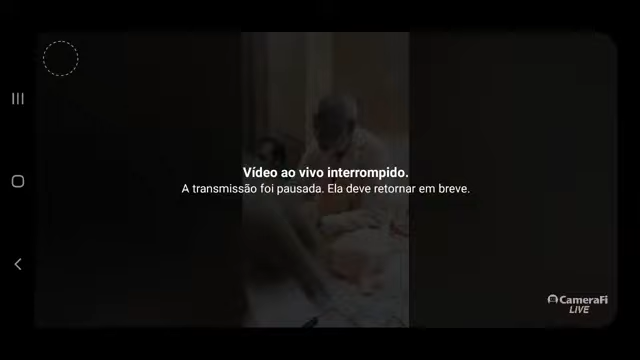 Vídeo ao vivo interrompido.
A transmissão foi pausada. Ela deve retornar em breve.
CameraFi
LIVE